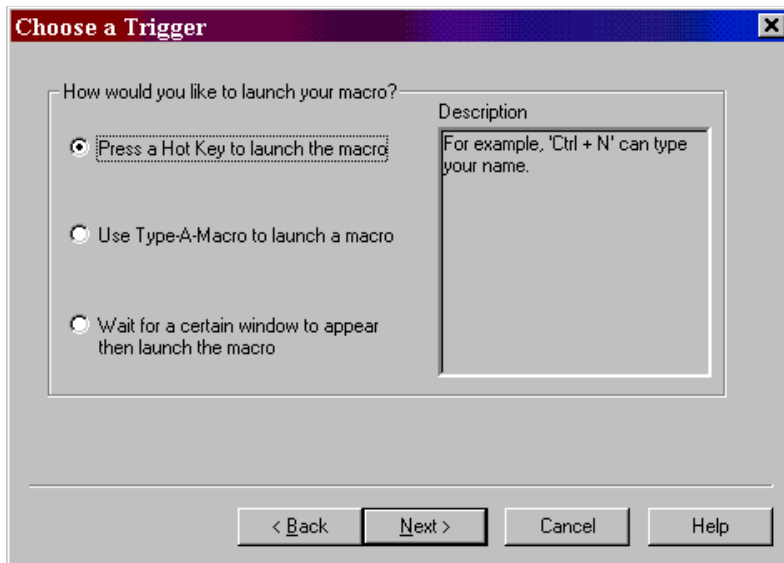 Choose a Trigger
How would you like to launch your macro?
Press a Hot Key to launch the macro
Use Type-A-Macro to launch a macro
Wait for a certain window to appear
then launch the macro
Description
For example, 'Ctrl + N' can type
your name.
< Back
Next >
Cancel
Help